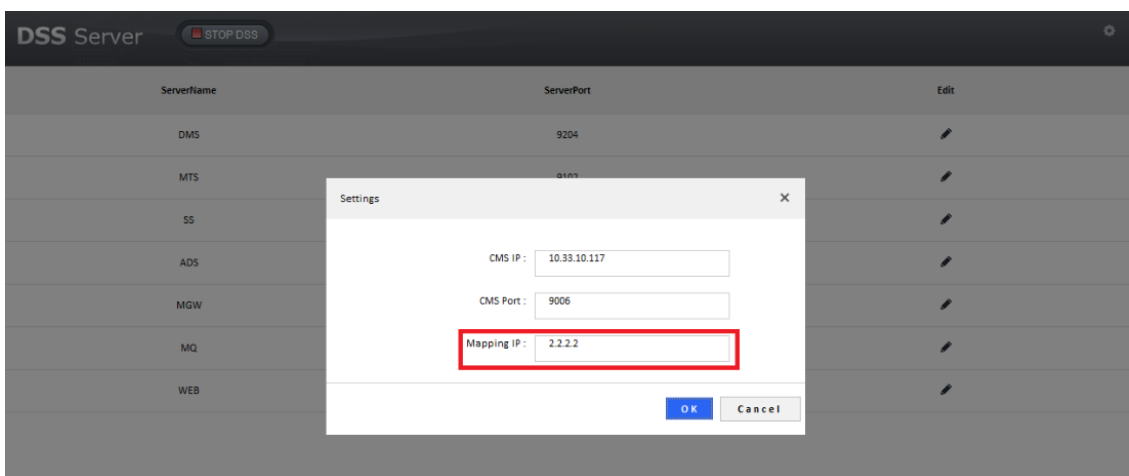 DSS Server STOP DSS
ServerName ServerPort Edit
DMS 9204
MTS 9102
SS
ADS
MGW
MQ
WEB
Settings
CMS IP : 10.33.10.117
CMS Port : 9006
Mapping IP : 2.2.2.2
OK Cancel